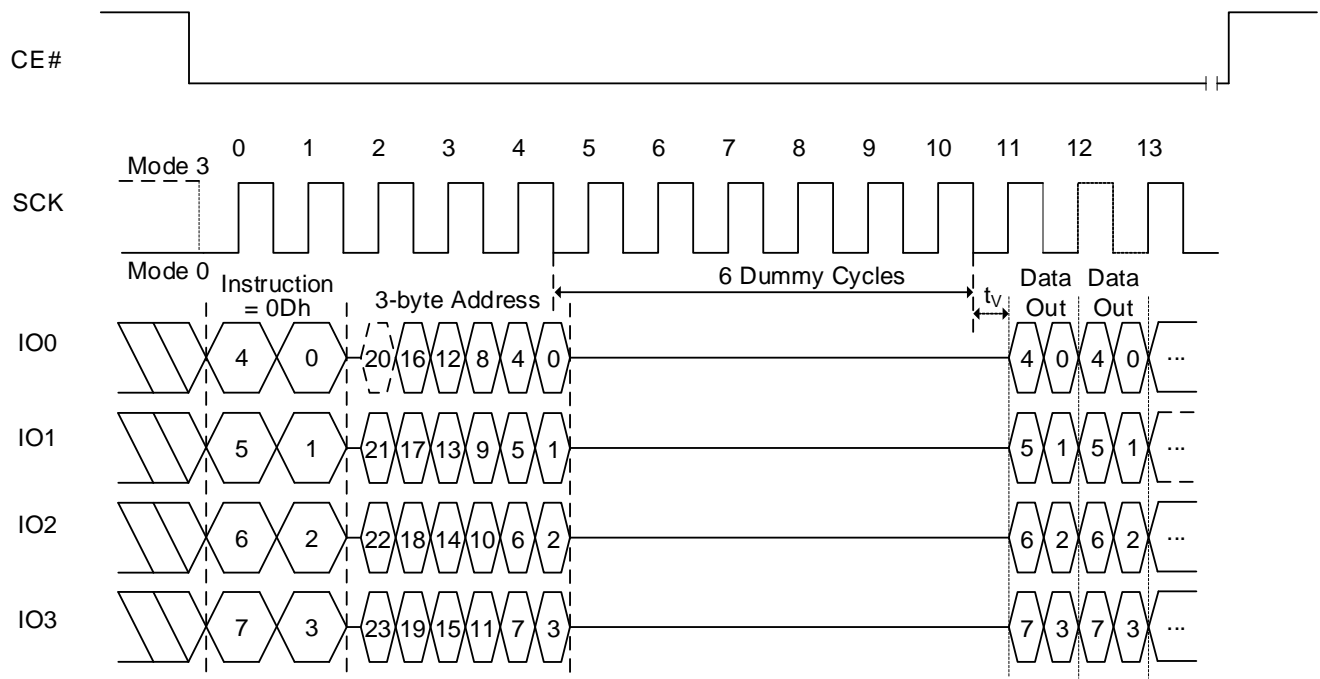 CE#
0 1 2 3 4 5 6 7 8 9 10 11 12 13
Mode 3
SCK
Mode 0
Instruction
= 0Dh
3-byte Address
6 Dummy Cycles
tV
Data
Out
Data
Out
IO0
4 0 20 16 12 8 4 0 4 0 4 0 ...
IO1
5 1 21 17 13 9 5 1 5 1 5 1 ...
IO2
6 2 22 18 14 10 6 2 6 2 6 2 ...
IO3
7 3 23 19 15 11 7 3 7 3 7 3 ...